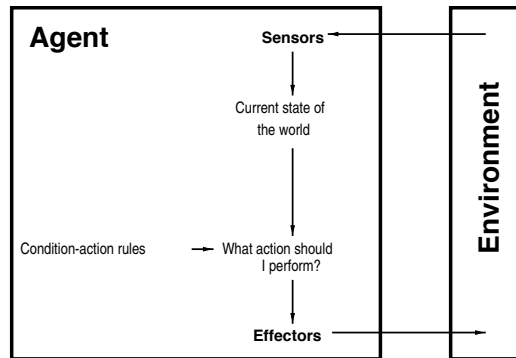 Agent
Sensors
Current state of
the world
Condition-action rules
What action should
I perform?
Effectors
Environment